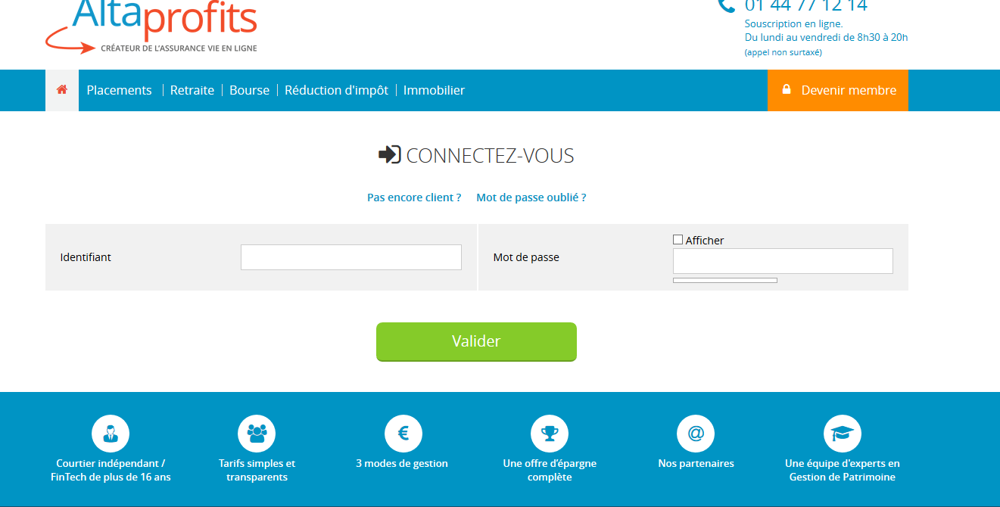 Altaprofits
CRÉATEUR DE L'ASSURANCE VIE EN LIGNE
01 44 77 12 14
Souscription en ligne.
Du lundi au vendredi de 8h30 à 20h
(appel non surtaxé)
Placements
Retraite
Bourse
Réduction d'impôt
Immobilier
Devenir membre
CONNECTEZ-VOUS
Pas encore client ?
Mot de passe oublié ?
Identifiant
Mot de passe
Afficher
Valider
Courtier indépendant /
FinTech de plus de 16 ans
Tarifs simples et
transparents
€
3 modes de gestion
Une offre d’épargne
complète
@
Nos partenaires
Une équipe d'experts en
Gestion de Patrimoine